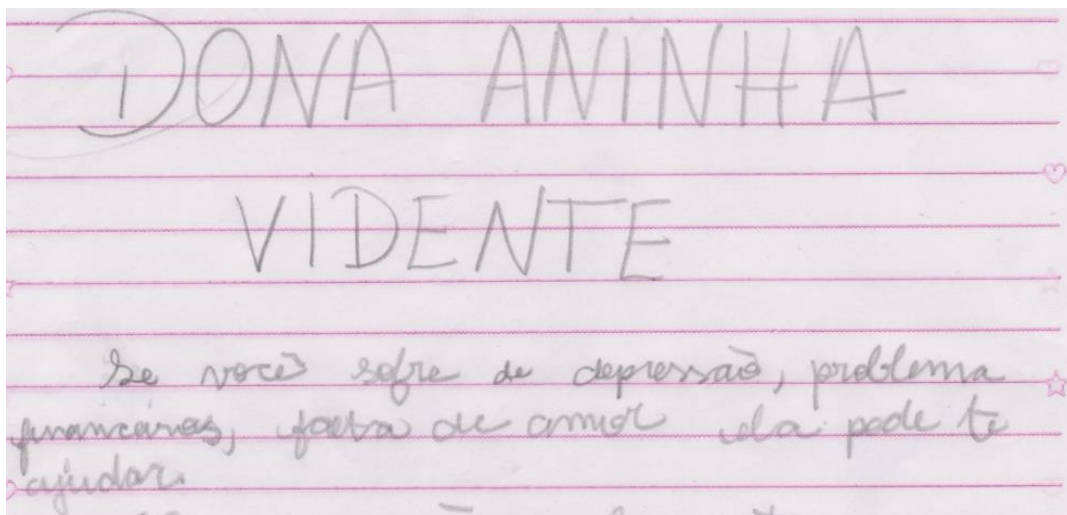 DONA ANINHA
VIDENTE
Se você sofre de depressão, problema
financeiros, falta de amor ela pode te
ajudar.